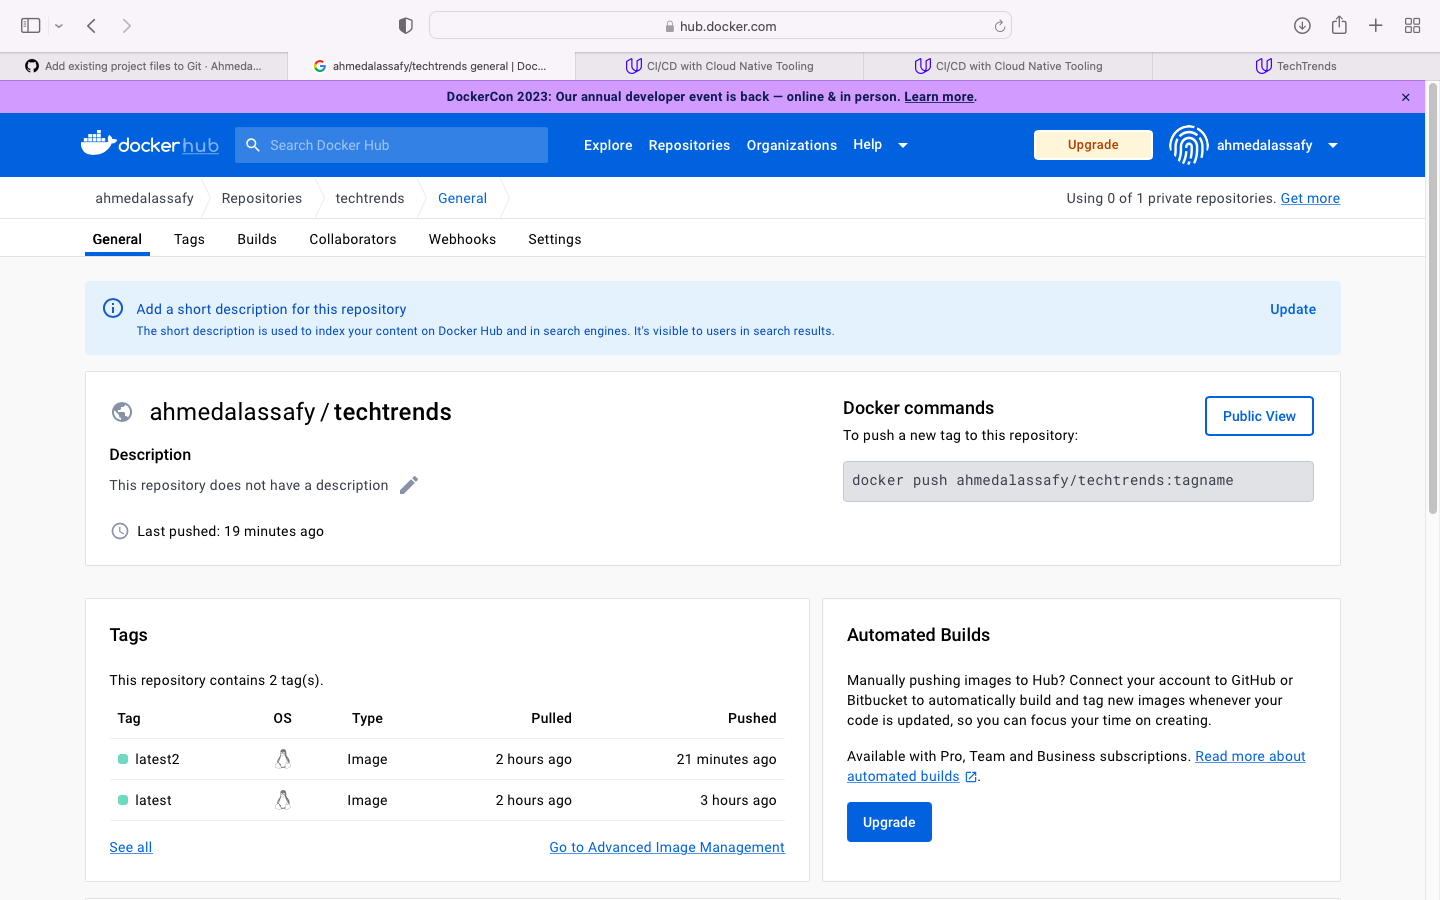 hub.docker.com
Add existing project files to Git · Ahmeda...
ahmedalassafy/techtrends general | Doc...
CI/CD with Cloud Native Tooling
CI/CD with Cloud Native Tooling
TechTrends
DockerCon 2023: Our annual developer event is back — online & in person. Learn more.
docker hub
Search Docker Hub
Explore
Repositories
Organizations
Help
Upgrade
ahmedalassafy
ahmedalassafy
Repositories
techtrends
General
Using 0 of 1 private repositories. Get more
General
Tags
Builds
Collaborators
Webhooks
Settings
Add a short description for this repository
Update
The short description is used to index your content on Docker Hub and in search engines. It's visible to users in search results.
ahmedalassafy / techtrends
Description
This repository does not have a description
Last pushed: 19 minutes ago
Docker commands
Public View
To push a new tag to this repository:
docker push ahmedalassafy/techtrends:tagname
Tags
This repository contains 2 tag(s).
Tag OS Type Pulled Pushed
latest2 Image 2 hours ago 21 minutes ago
latest Image 2 hours ago 3 hours ago
See all
Go to Advanced Image Management
Automated Builds
Manually pushing images to Hub? Connect your account to GitHub or
Bitbucket to automatically build and tag new images whenever your
code is updated, so you can focus your time on creating.
Available with Pro, Team and Business subscriptions. Read more about
automated builds .
Upgrade